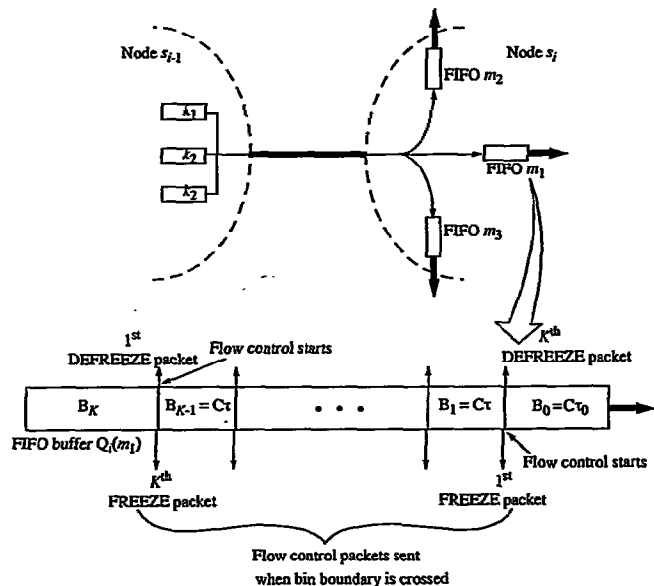 Node s_{i-1}
Node s_i
FIFO m_2
k_1
k_2
k_2
FIFO m_1
FIFO m_3
1^{st}
DEFREEZE packet
Flow control starts
K^{th}
DEFREEZE packet
B_K
B_{K-1} = Cτ
• • •
B_1 = Cτ
B_0 = Cτ_0
FIFO buffer Q_i(m_1)
Flow control starts
K^{th}
FREEZE packet
1^{st}
FREEZE packet
Flow control packets sent
when bin boundary is crossed